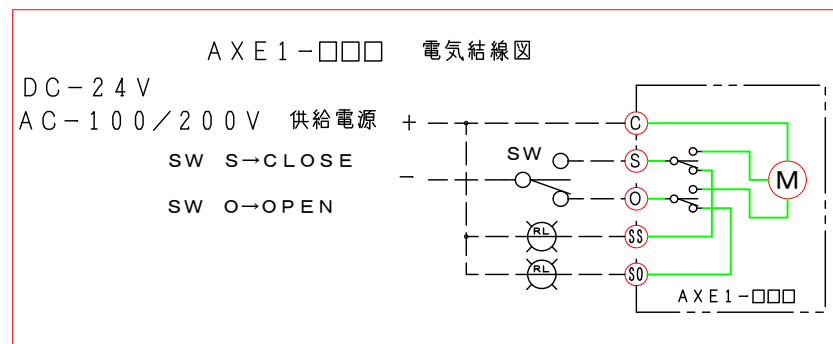 AXE1-□□□ 電気結線図
DC-24V
AC-100/200V 供給電源 +
-
SW S→CLOSE
SW O→OPEN
SW
C
S
O
SS
SO
RL
RL
M
AXE1-□□□